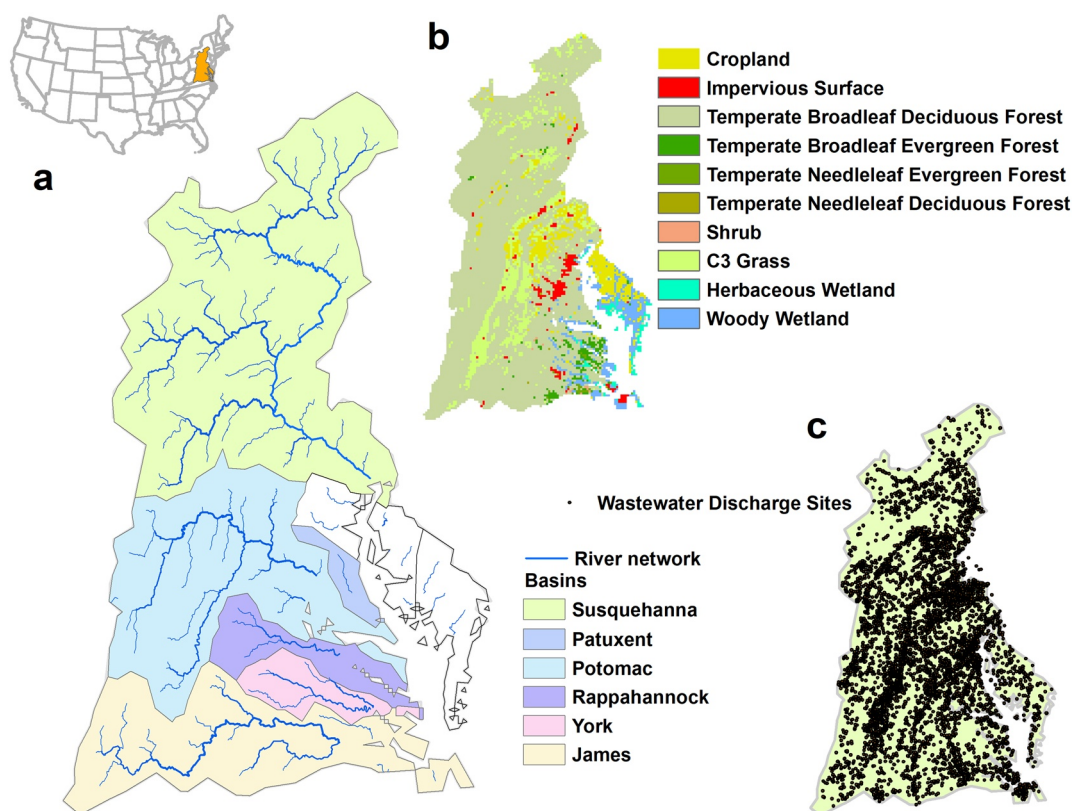 a
b
Cropland
Impervious Surface
Temperate Broadleaf Deciduous Forest
Temperate Broadleaf Evergreen Forest
Temperate Needleleaf Evergreen Forest
Temperate Needleleaf Deciduous Forest
Shrub
C3 Grass
Herbaceous Wetland
Woody Wetland
c
Wastewater Discharge Sites
River network
Basins
Susquehanna
Patuxent
Potomac
Rappahannock
York
James